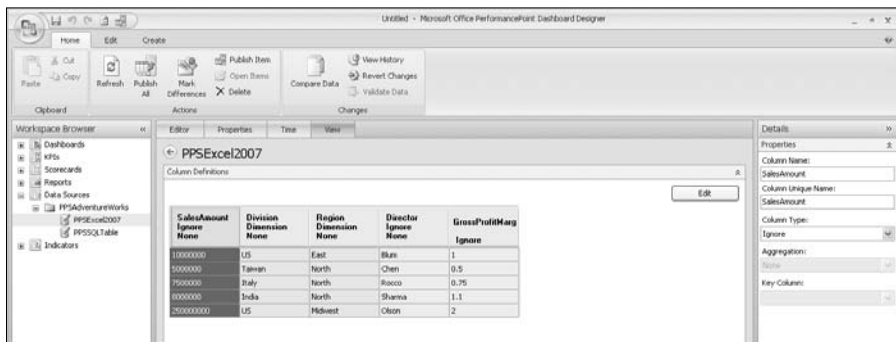 Untitled - Microsoft Office PerformancePoint Dashboard Designer
Home Edit Create
Paste
Cut
Copy
Clipboard
Refresh
Publish All
Mark Differences
Publish Item
Open Items
Delete
Actions
Compare Data
View History
Revert Changes
Validate Data
Changes
Workspace Browser
Dashboards
KPIs
Scorecards
Reports
Data Sources
PPSAdventureWorks
PPSExcel2007
PPSSQLTable
Indicators
Editor Properties Time View
PPSExcel2007
Column Definitions
Edit
SalesAmount Division Region Director GrossProfitMarg
Ignore Dimension Dimension Ignore
None None None None Ignore
10000000 US East Blum 1
5000000 Taiwan North Chen 0.5
7500000 Italy North Rocco 0.75
8000000 India North Sharma 1.1
250000000 US Midwest Olson 2
Details
Properties
Column Name:
SalesAmount
Column Unique Name:
SalesAmount
Column Type:
Ignore
Aggregation:
None
Key Column: